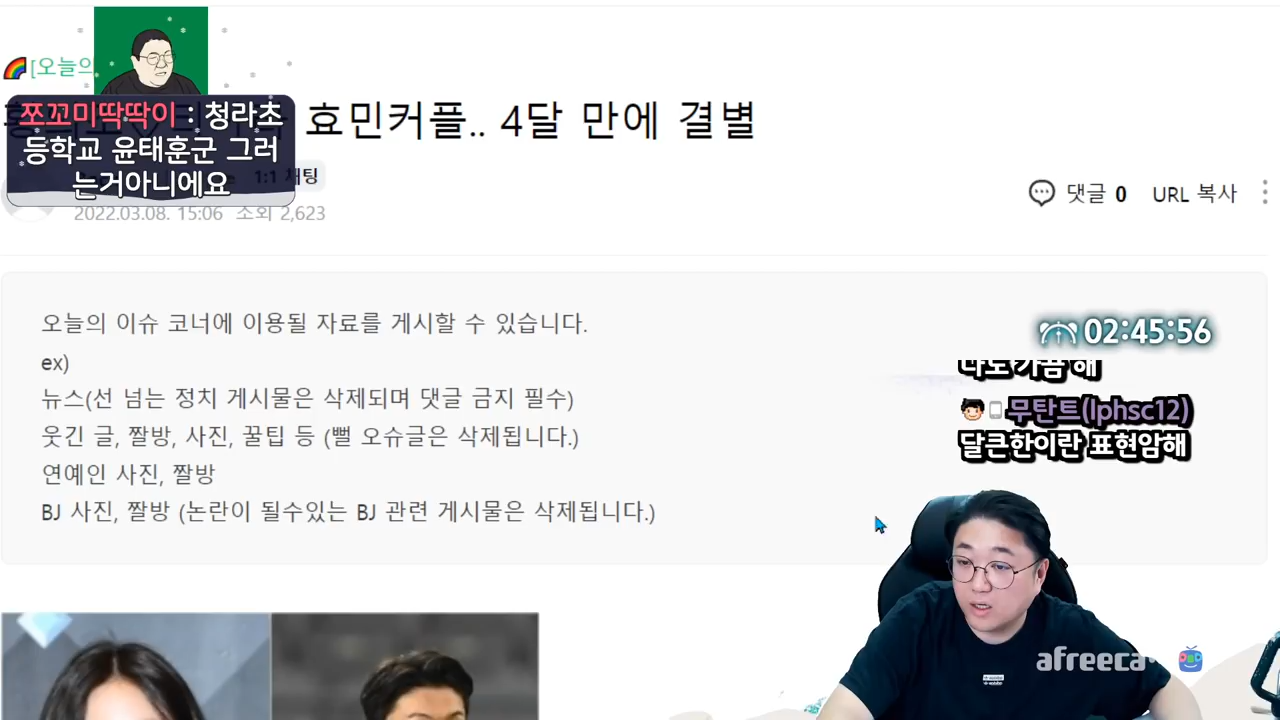 [오늘의
효민커플.. 4달 만에 결별
쪼꼬미딱딱이 : 청라초
등학교 윤태훈군 그러
는거아니에요
1:1 채팅
2022.03.08. 15:06 조회 2,623
댓글 0 URL 복사
오늘의 이슈 코너에 이용될 자료를 게시할 수 있습니다.
ex)
뉴스(선 넘는 정치 게시물은 삭제되며 댓글 금지 필수)
웃긴 글, 짤방, 사진, 꿀팁 등 (뻘 오슈글은 삭제됩니다.)
연예인 사진, 짤방
BJ 사진, 짤방 (논란이 될수있는 BJ 관련 게시물은 삭제됩니다.)
02:45:56
나도 가끔 해
무탄트(lphsc12)
달큰한이란 표현암해
afreeca